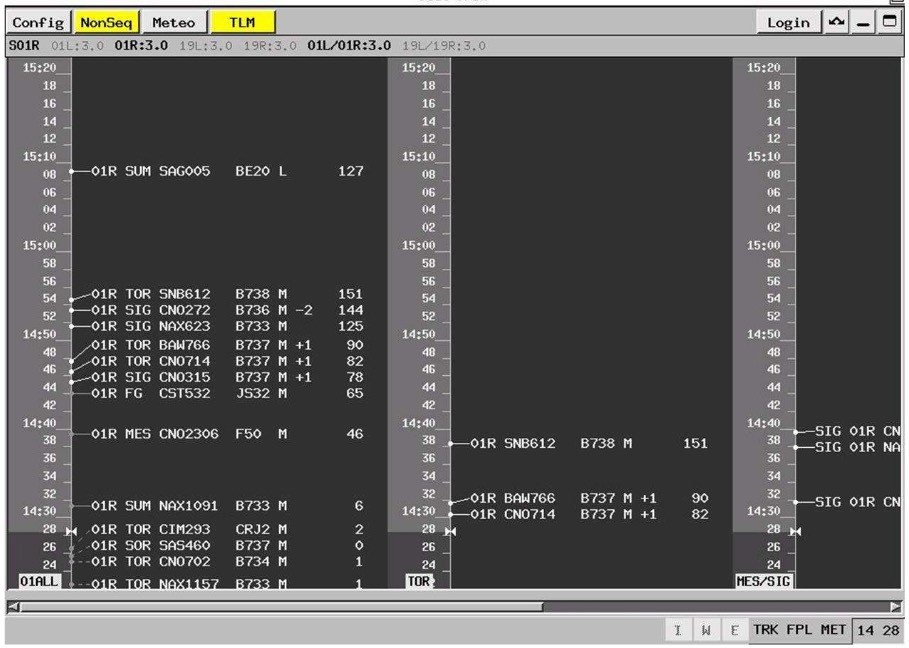 Config NonSeq Meteo TLM Login
S01R 01L:3.0 01R:3.0 19L:3.0 19R:3.0 01L/01R:3.0 19L/19R:3.0
15:20 15:20 15:20
18 18 18
16 16 16
14 14 14
12 12 12
15:10 15:10 15:10
08 01R SUM SAG005 BE20 L 127 08 08
06 06 06
04 04 04
02 02 02
15:00 15:00 15:00
58 58 58
56 56 56
54 01R TOR SNB612 B738 M 151 54 54
01R SIG CNO272 B736 M -2 144
52 01R SIG NAX623 B733 M 125 52 52
14:50 14:50 14:50
48 01R TOR BAW766 B737 M +1 90 48 48
46 01R TOR CNO714 B737 M +1 82 46 46
01R SIG CNO315 B737 M +1 78
44 01R FG CST532 JS32 M 65 44 44
42 42 42
14:40 14:40 14:40
38 01R MES CNO2306 F50 M 46 38 01R SNB612 B738 M 151 38 SIG 01R CN
SIG 01R NA
36 36 36
34 34 34
32 32 01R BAW766 B737 M +1 90 32 SIG 01R CN
14:30 01R SUM NAX1091 B733 M 6 14:30 01R CNO714 B737 M +1 82 14:30
28 01R TOR CIM293 CRJ2 M 2 28 28
26 01R SOR SAS460 B737 M 0 26 26
24 01R TOR CNO702 B734 M 1 24 24
01ALL 01R TOR NAX1157 B733 M 1 TOR MES/SIG
I W E TRK FPL MET 14 28